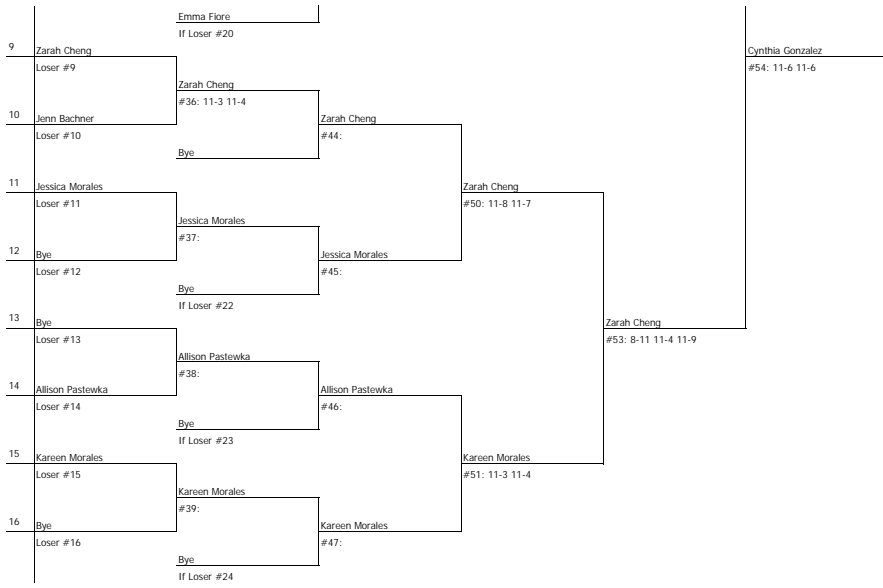 Emma Fiore
If Loser #20
9 Zarah Cheng
Cynthia Gonzalez
Loser #9
#54: 11-6 11-6
Zarah Cheng
#36: 11-3 11-4
10 Jenn Bachner
Zarah Cheng
Loser #10
#44:
Bye
11 Jessica Morales
Zarah Cheng
Loser #11
#50: 11-8 11-7
Jessica Morales
#37:
12 Bye
Jessica Morales
Loser #12
#45:
Bye
If Loser #22
13 Bye
Zarah Cheng
Loser #13
#53: 8-11 11-4 11-9
Allison Pastewka
#38:
14 Allison Pastewka
Allison Pastewka
Loser #14
#46:
Bye
If Loser #23
15 Kareen Morales
Kareen Morales
Loser #15
#51: 11-3 11-4
Kareen Morales
#39:
16 Bye
Kareen Morales
Loser #16
#47:
Bye
If Loser #24